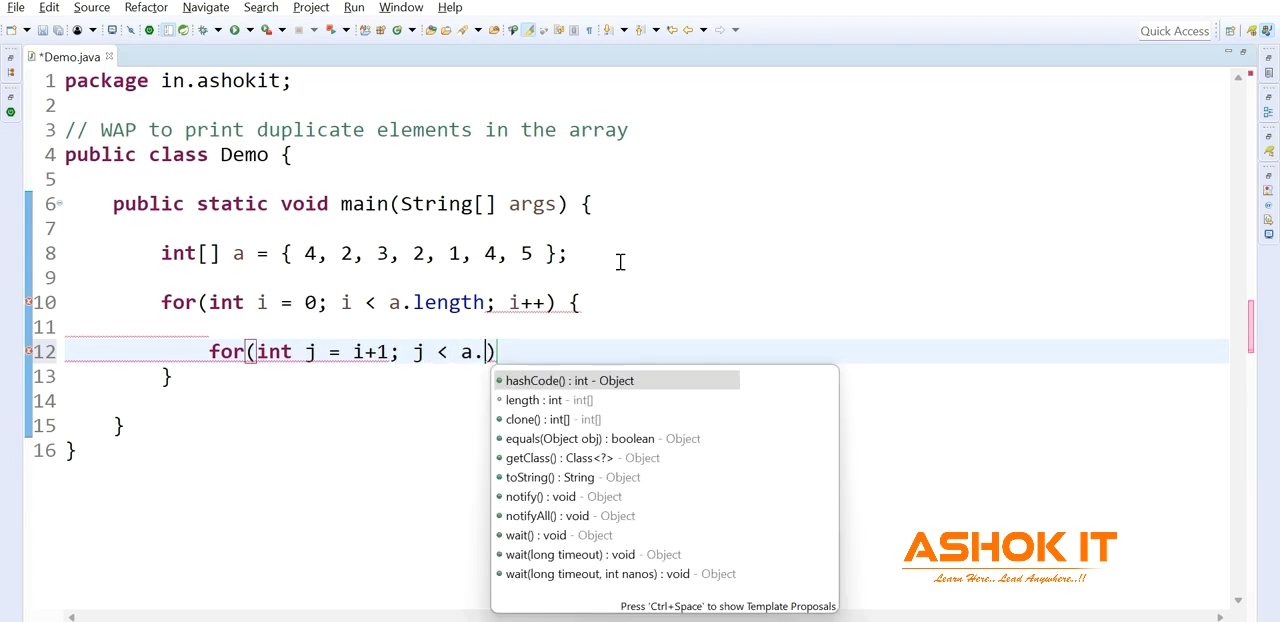 File Edit Source Refactor Navigate Search Project Run Window Help
Quick Access
*Demo.java
1 package in.ashokit;
2
3 // WAP to print duplicate elements in the array
4 public class Demo {
5
6 public static void main(String[] args) {
7
8 int[] a = { 4, 2, 3, 2, 1, 4, 5 };
9
10 for(int i = 0; i < a.length; i++) {
11
12 for(int j = i+1; j < a.)
13 }
14
15 }
16 }
hashCode() : int - Object
length : int - int[]
clone() : int[] - int[]
equals(Object obj) : boolean - Object
getClass() : Class<?> - Object
toString() : String - Object
notify() : void - Object
notifyAll() : void - Object
wait() : void - Object
wait(long timeout) : void - Object
wait(long timeout, int nanos) : void - Object
Press 'Ctrl+Space' to show Template Proposals
ASHOK IT
Learn Here.. Lead Anywhere..!!